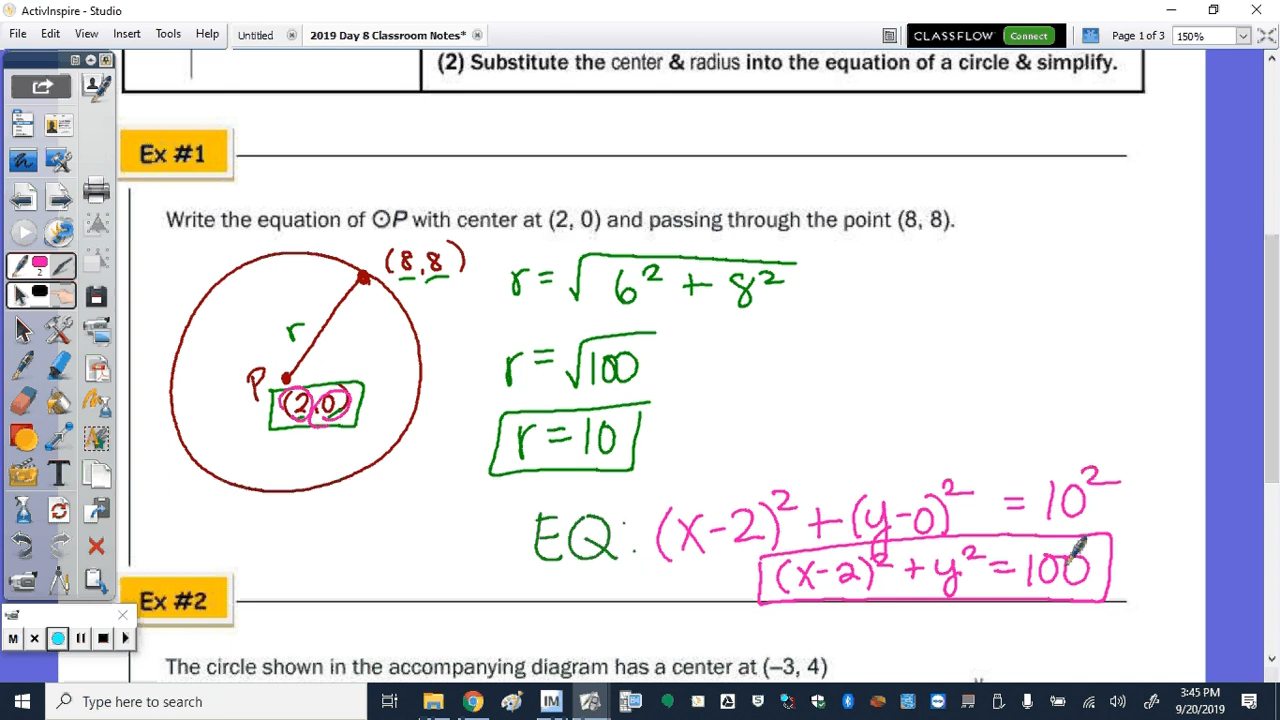 ActivInspire - Studio
File Edit View Insert Tools Help Untitled 2019 Day 8 Classroom Notes* CLASSFLOW Connect Page 1 of 3 150%
(2) Substitute the center & radius into the equation of a circle & simplify.
Ex #1
Write the equation of ⊙P with center at (2, 0) and passing through the point (8, 8).
(8,8)
r = √6² + 8²
r
r = √100
P
(2,0)
r = 10
EQ: (x-2)² + (y-0)² = 10²
(x-2)² + y² = 100
Ex #2
The circle shown in the accompanying diagram has a center at (–3, 4)
M
Type here to search
IM
3:45 PM
9/20/2019